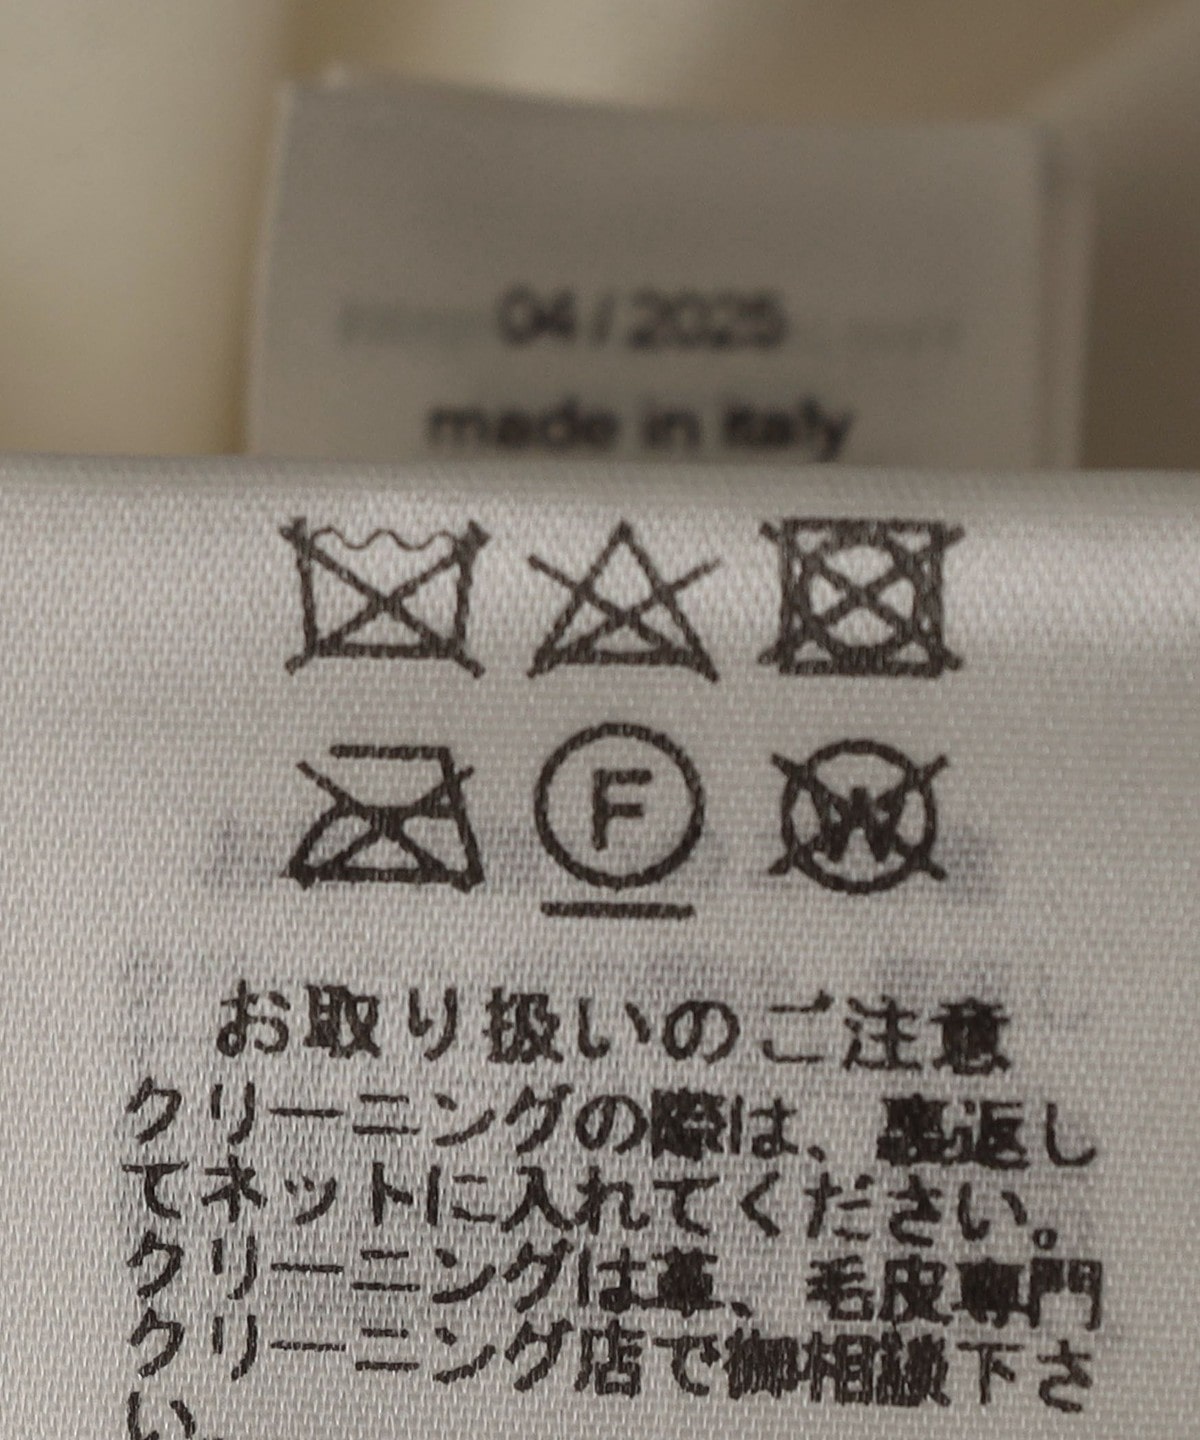 04 / 2025
made in italy
F
W
お取り扱いのご注意
クリーニングの際は、裏返し
てネットに入れてください。
クリーニングは革、毛皮専門
クリーニング店で御相談下さ
い。